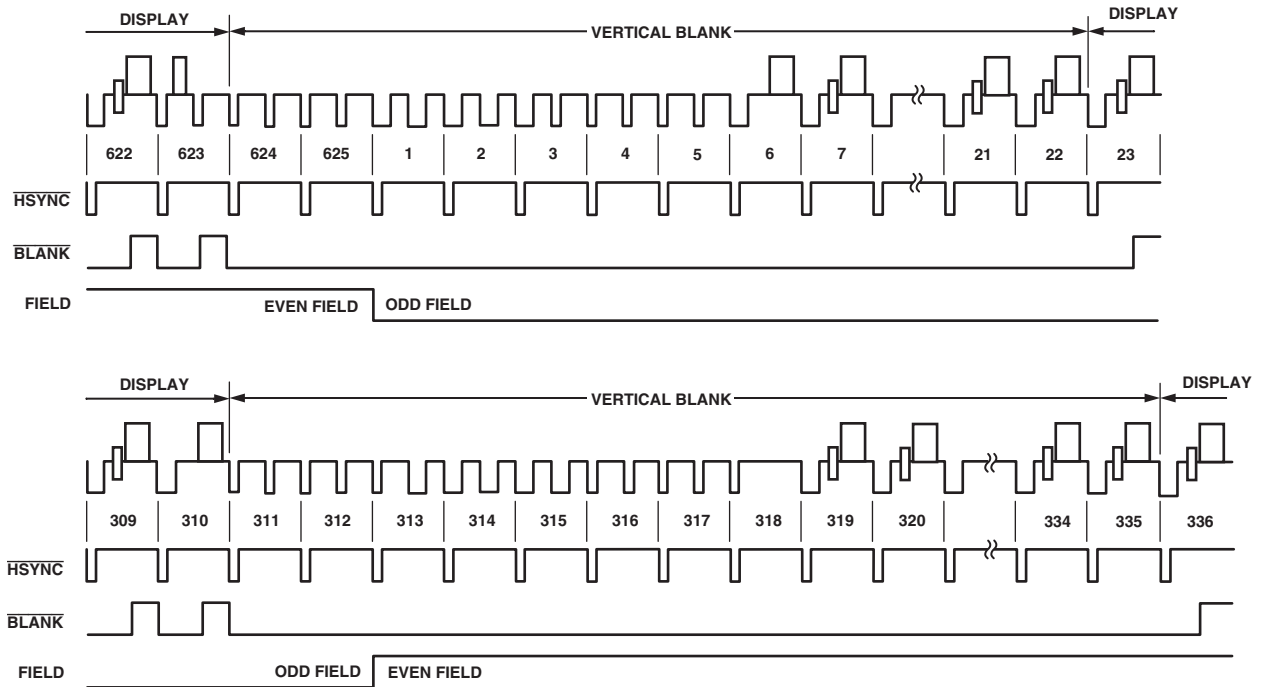 DISPLAY
VERTICAL BLANK
DISPLAY
622 623 624 625 1 2 3 4 5 6 7 21 22 23
HSYNC
BLANK
FIELD
EVEN FIELD ODD FIELD
DISPLAY
VERTICAL BLANK
DISPLAY
309 310 311 312 313 314 315 316 317 318 319 320 334 335 336
HSYNC
BLANK
FIELD
ODD FIELD EVEN FIELD